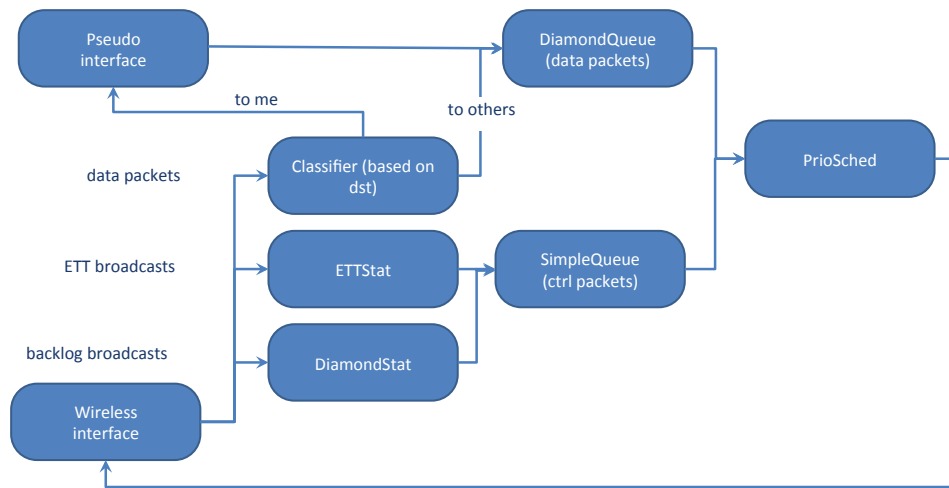 Pseudo
interface
DiamondQueue
(data packets)
to me
to others
Classifier (based on
dst)
PrioSched
data packets
ETT broadcasts
ETTStat
SimpleQueue
(ctrl packets)
backlog broadcasts
DiamondStat
Wireless
interface